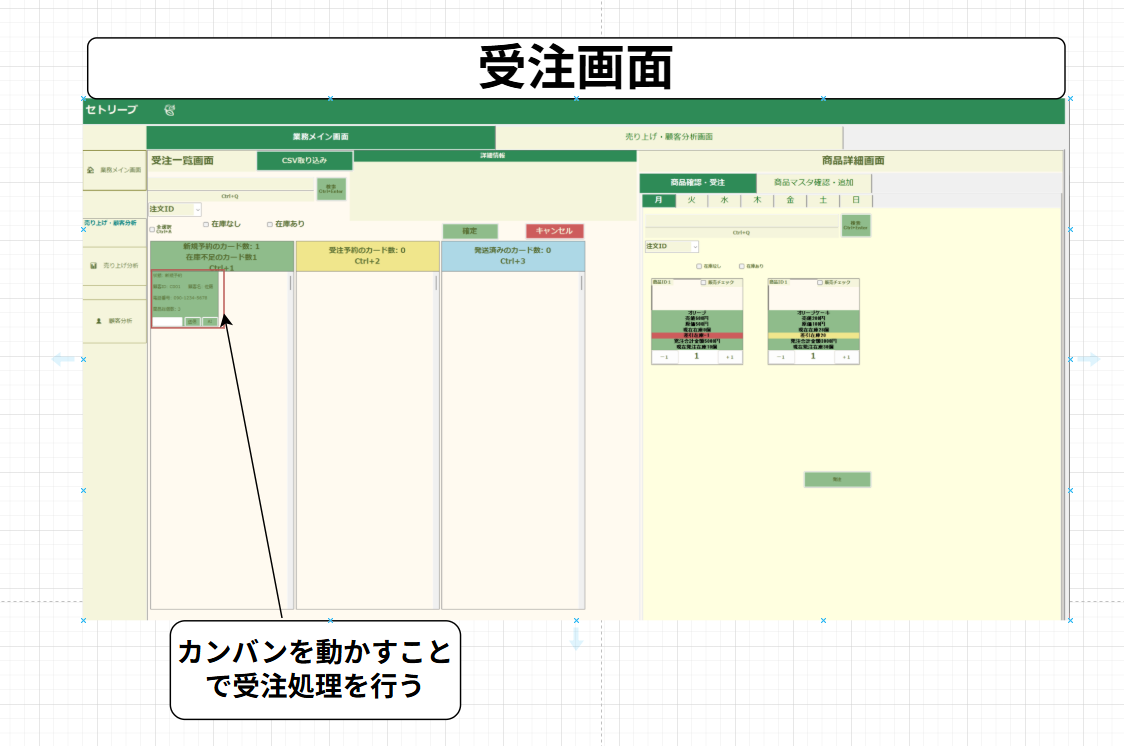 受注画面
セトリーブ
業務メイン画面
売り上げ・顧客分析画面
業務メイン画面
売り上げ・顧客分析
売り上げ分析
顧客分析
受注一覧画面
CSV取り込み
詳細情報
検索
Ctrl+Enter
Ctrl+Q
注文ID
全選択
Ctrl+A
在庫なし
在庫あり
確定
キャンセル
新規予約のカード数: 1
在庫不足のカード数1
Ctrl+1
受注予約のカード数: 0
Ctrl+2
発送済みのカード数: 0
Ctrl+3
商品詳細画面
商品確認・受注
商品マスタ確認・追加
月
火
水
木
金
土
日
検索
Ctrl+Enter
Ctrl+Q
注文ID
在庫なし
在庫あり
商品ID1
販売チェック
オリーブ
-1
1
+1
商品ID1
販売チェック
オリーブケーキ
-1
1
+1
カンバンを動かすこと
で受注処理を行う